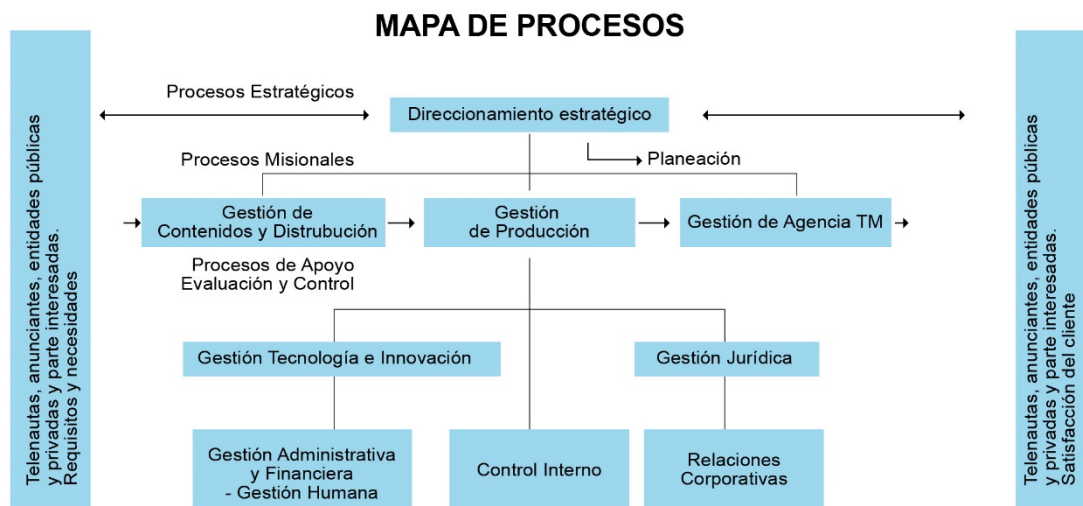 MAPA DE PROCESOS
Telenautas, anunciantes, entidades públicas
y privadas y parte interesadas.
Requisitos y necesidades
Procesos Estratégicos
Direccionamiento estratégico
Planeación
Procesos Misionales
Gestión de
Contenidos y Distrubución
Gestión
de Producción
Gestión de Agencia TM
Procesos de Apoyo
Evaluación y Control
Gestión Tecnología e Innovación
Gestión Jurídica
Gestión Administrativa
y Financiera
- Gestión Humana
Control Interno
Relaciones
Corporativas
Telenautas, anunciantes, entidades públicas
y privadas y parte interesadas.
Satisfacción del cliente